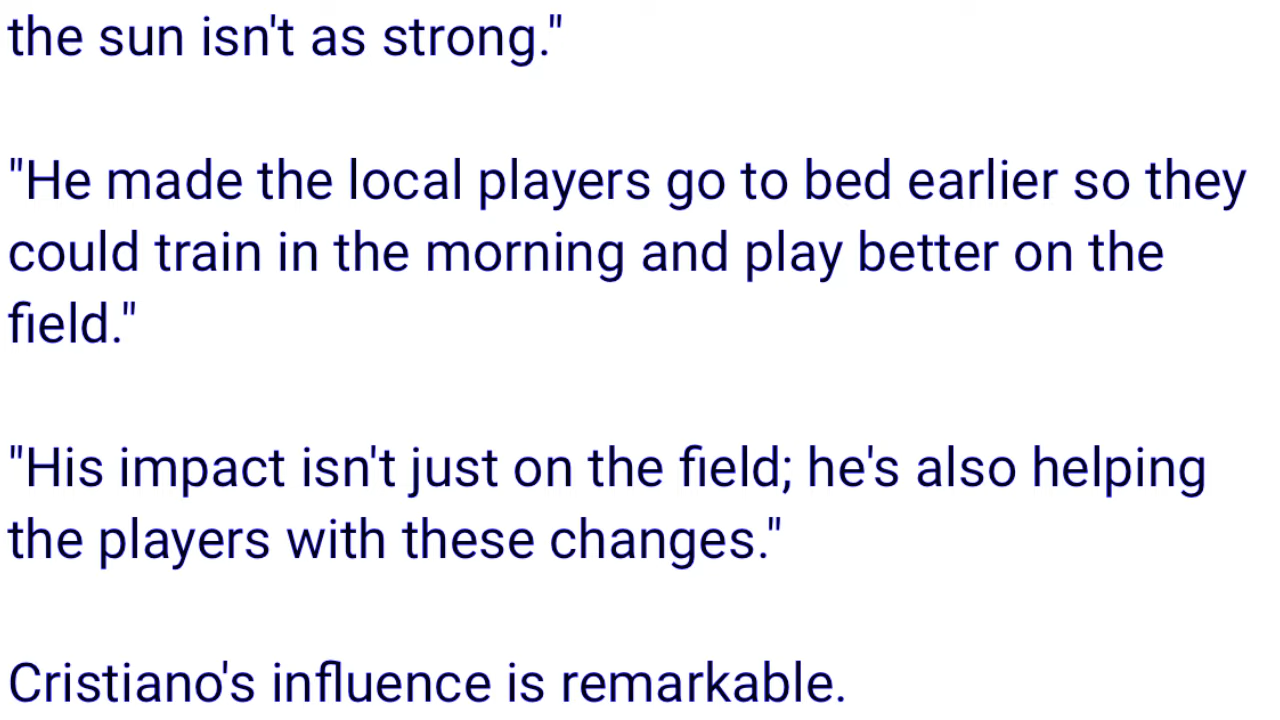 the sun isn't as strong."
"He made the local players go to bed earlier so they
could train in the morning and play better on the
field."
"His impact isn't just on the field; he's also helping
the players with these changes."
Cristiano's influence is remarkable.